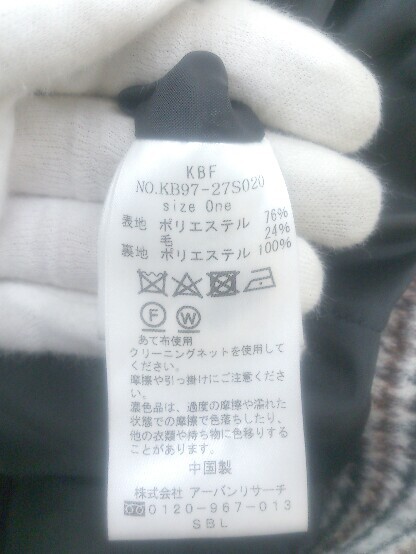 KBF
NO.KB97-27S020
size One
表地 ポリエステル 76%
毛 24%
裏地 ポリエステル 100%
F W
あて布使用
クリーニングネットを使用して
ください。
摩擦や引っ掛けにご注意くださ
い。
濃色品は、過度の摩擦や濡れた
状態での摩擦で色落ちしたり、
他の衣類や持ち物に色移りする
ことがあります。
中国製
株式会社 アーバンリサーチ
0120-967-013
SBL